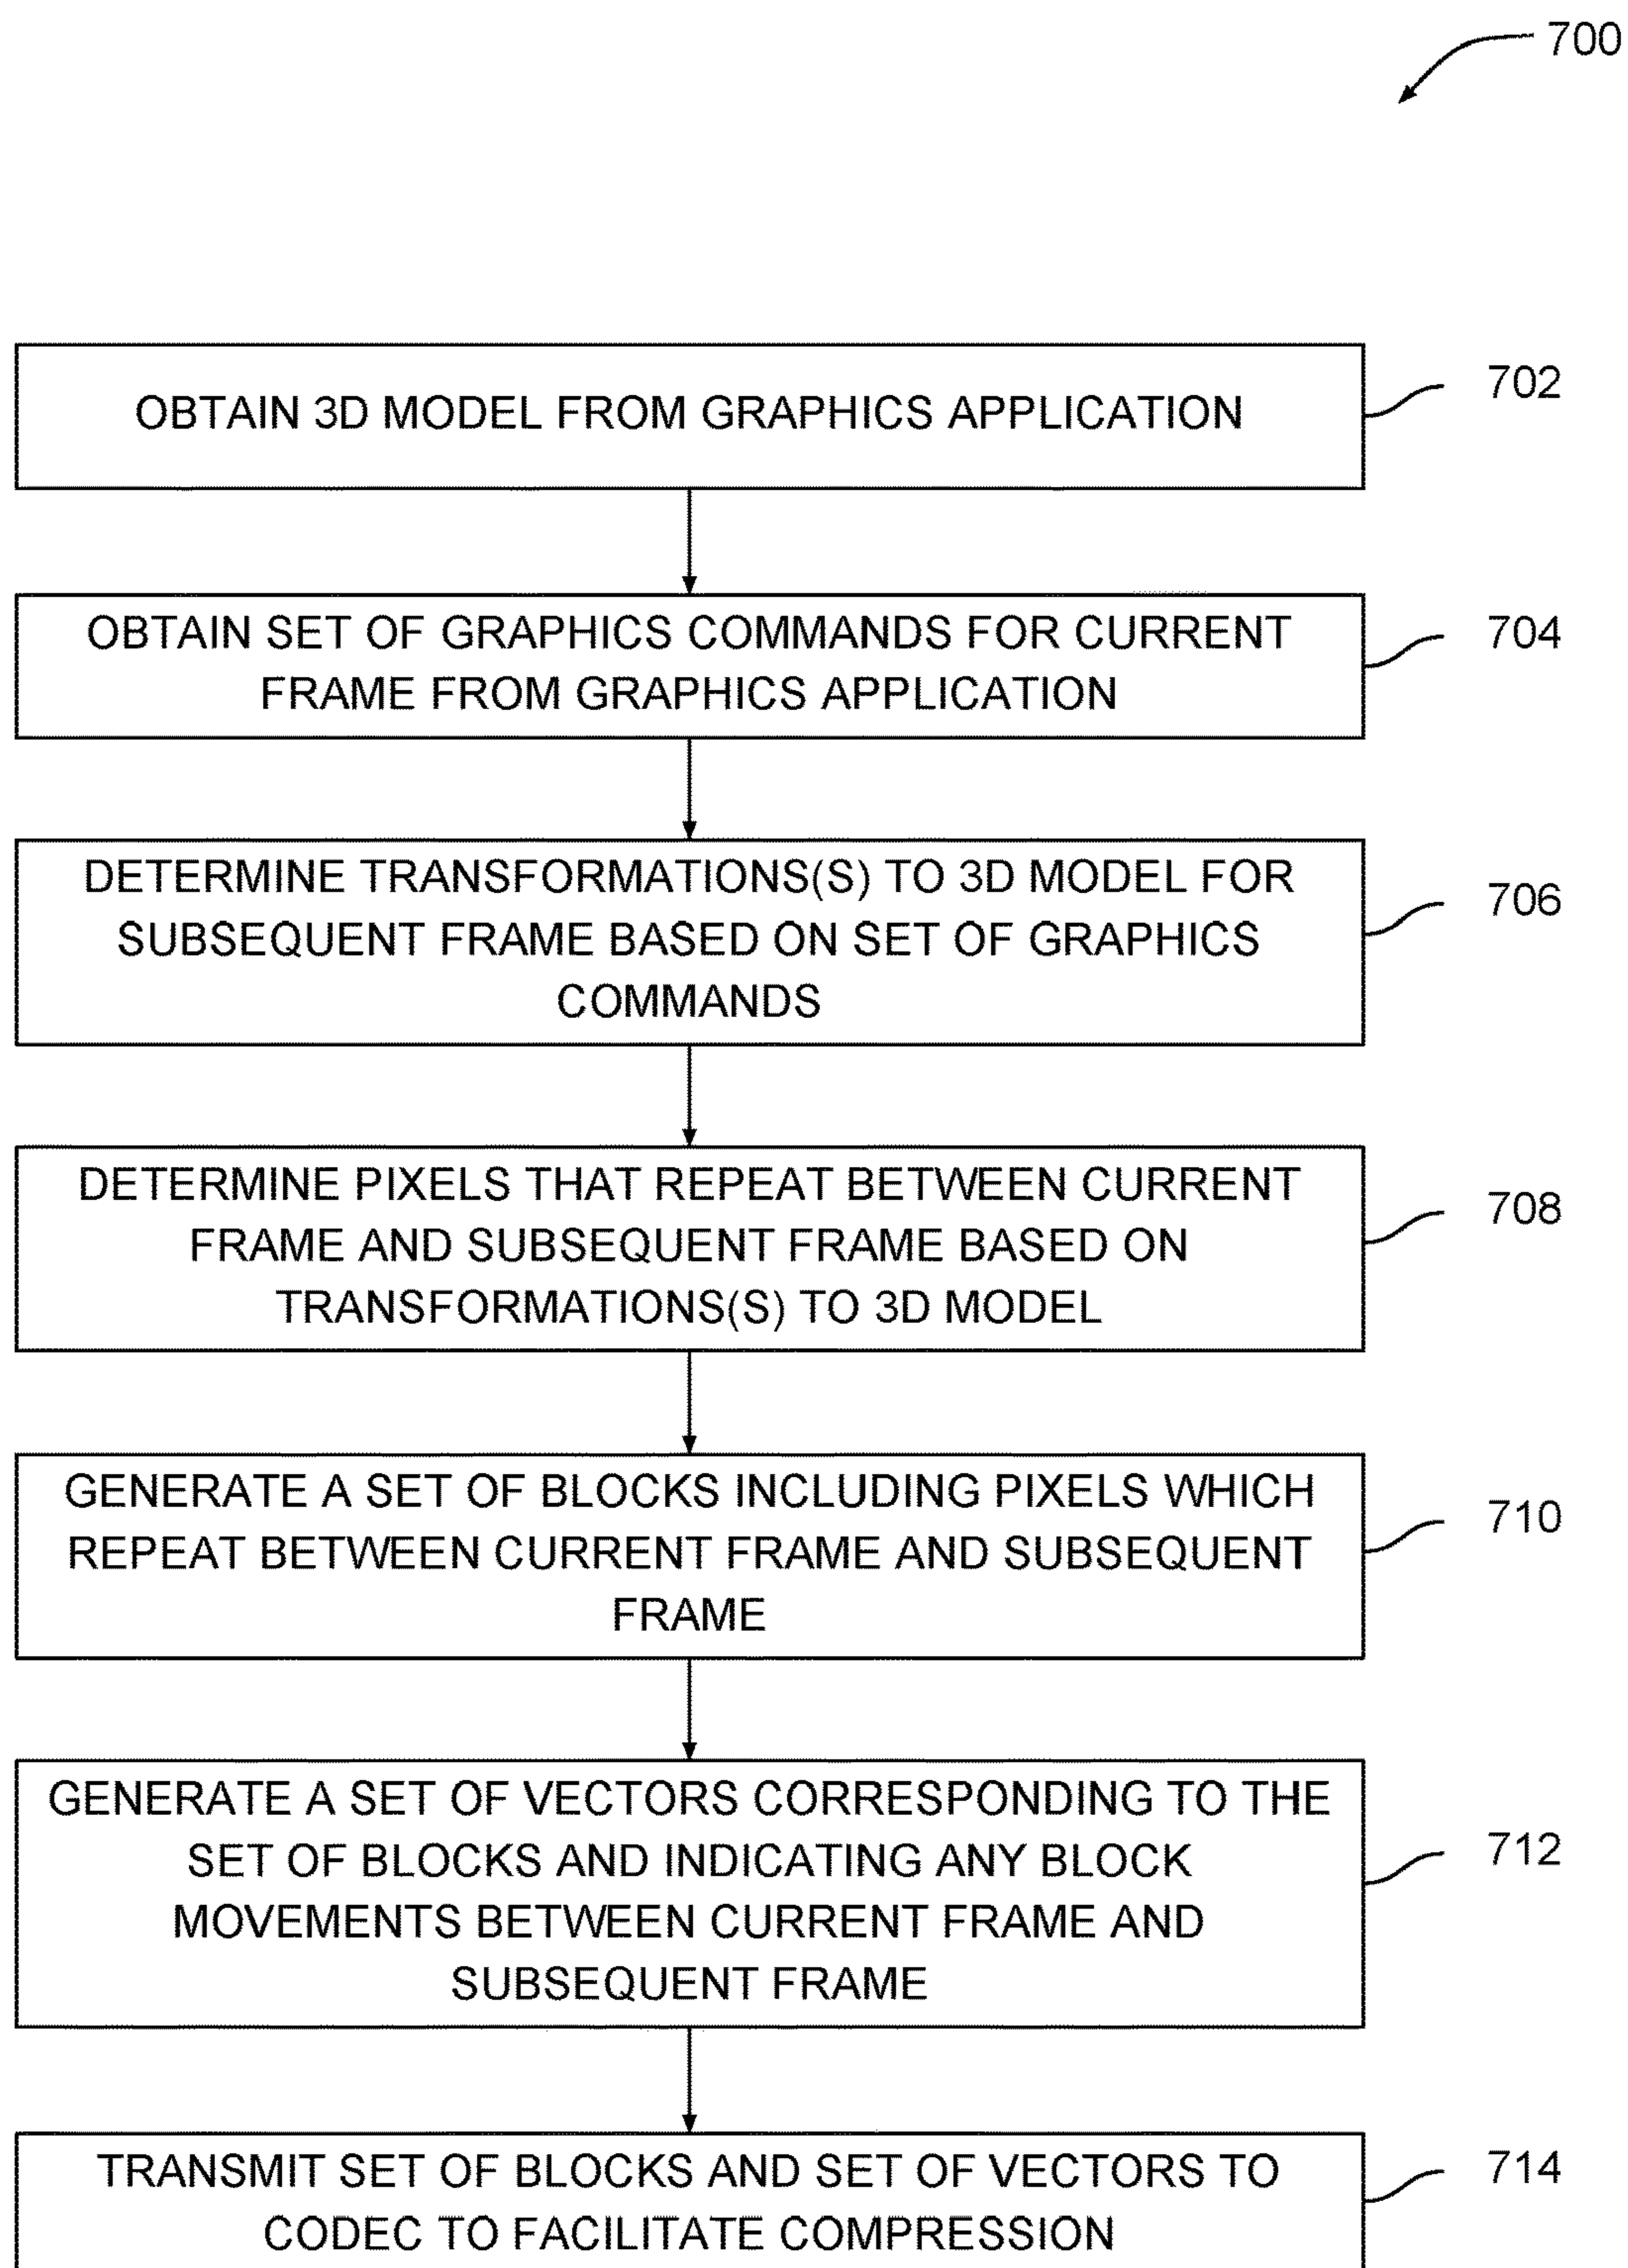 700
OBTAIN 3D MODEL FROM GRAPHICS APPLICATION
702
OBTAIN SET OF GRAPHICS COMMANDS FOR CURRENT
FRAME FROM GRAPHICS APPLICATION
704
DETERMINE TRANSFORMATIONS(S) TO 3D MODEL FOR
SUBSEQUENT FRAME BASED ON SET OF GRAPHICS
COMMANDS
706
DETERMINE PIXELS THAT REPEAT BETWEEN CURRENT
FRAME AND SUBSEQUENT FRAME BASED ON
TRANSFORMATIONS(S) TO 3D MODEL
708
GENERATE A SET OF BLOCKS INCLUDING PIXELS WHICH
REPEAT BETWEEN CURRENT FRAME AND SUBSEQUENT
FRAME
710
GENERATE A SET OF VECTORS CORRESPONDING TO THE
SET OF BLOCKS AND INDICATING ANY BLOCK
MOVEMENTS BETWEEN CURRENT FRAME AND
SUBSEQUENT FRAME
712
TRANSMIT SET OF BLOCKS AND SET OF VECTORS TO
CODEC TO FACILITATE COMPRESSION
714